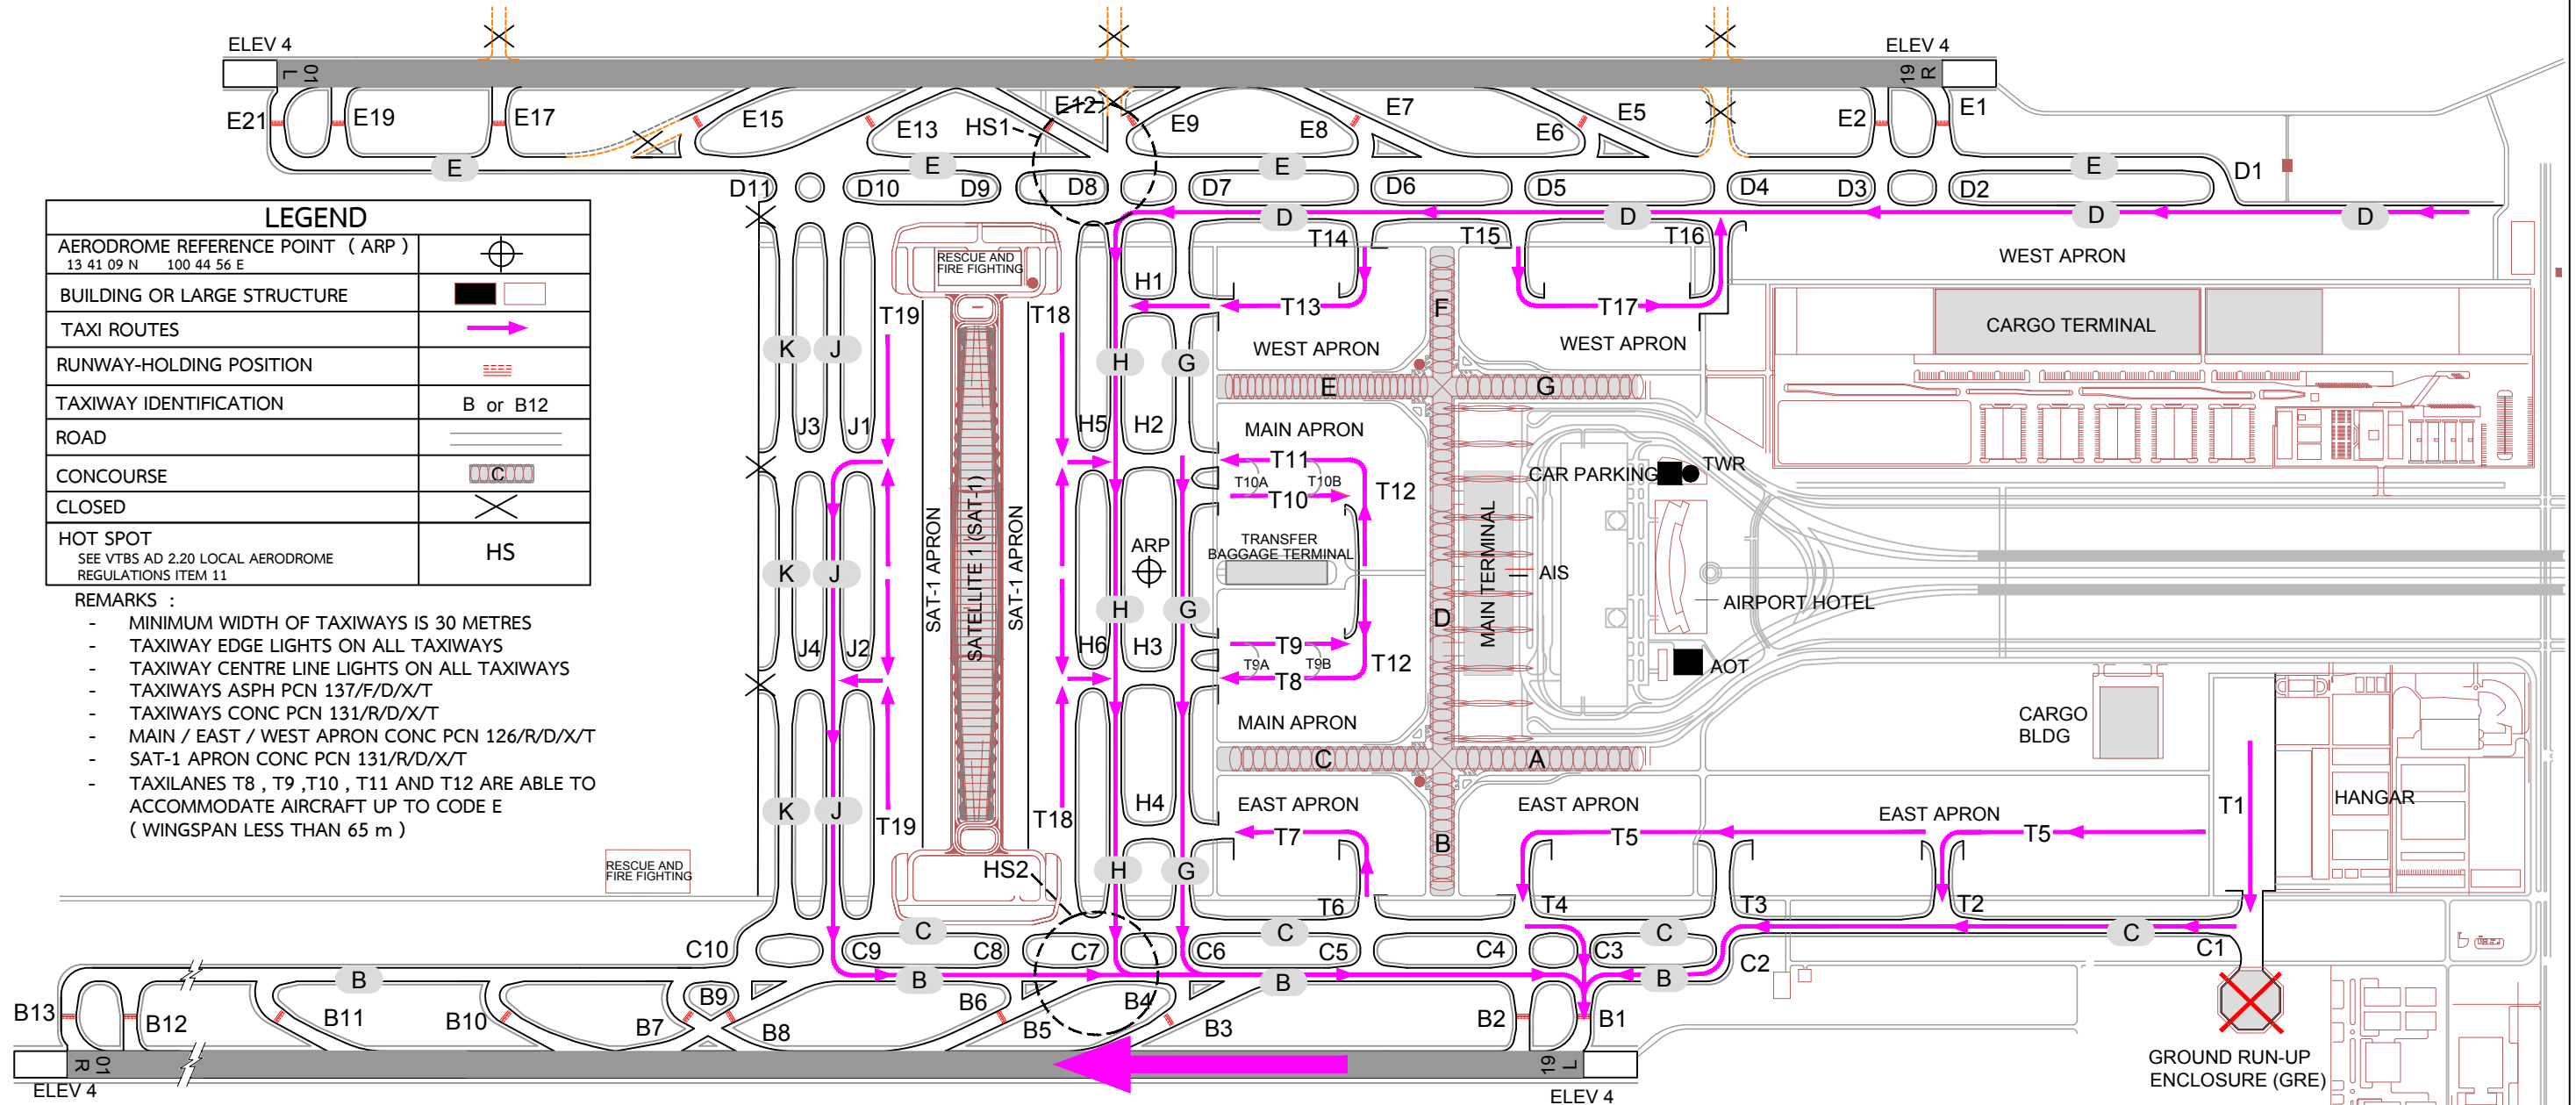 ELEV 4
ELEV 4
01 L
19 R
E21
E19
E17
E15
E13
E12
HS1
E9
E8
E7
E6
E5
E2
E1
E
E
E
E
D11
D10
D9
D8
D7
D6
D5
D4
D3
D2
D1
D
D
D
D
LEGEND
AERODROME REFERENCE POINT ( ARP )
13 41 09 N 100 44 56 E
BUILDING OR LARGE STRUCTURE
TAXI ROUTES
RUNWAY-HOLDING POSITION
TAXIWAY IDENTIFICATION B or B12
ROAD
CONCOURSE C
CLOSED
HOT SPOT HS
SEE VTBS AD 2.20 LOCAL AERODROME
REGULATIONS ITEM 11
REMARKS :
- MINIMUM WIDTH OF TAXIWAYS IS 30 METRES
- TAXIWAY EDGE LIGHTS ON ALL TAXIWAYS
- TAXIWAY CENTRE LINE LIGHTS ON ALL TAXIWAYS
- TAXIWAYS ASPH PCN 137/F/D/X/T
- TAXIWAYS CONC PCN 131/R/D/X/T
- MAIN / EAST / WEST APRON CONC PCN 126/R/D/X/T
- SAT-1 APRON CONC PCN 131/R/D/X/T
- TAXILANES T8 , T9 ,T10 , T11 AND T12 ARE ABLE TO
ACCOMMODATE AIRCRAFT UP TO CODE E
( WINGSPAN LESS THAN 65 m )
RESCUE AND
FIRE FIGHTING
RESCUE AND
FIRE FIGHTING
T19
T18
K
J
J3
J1
K
J
J4
J2
K
J
T19
T18
SAT-1 APRON
SATELLITE 1 (SAT-1)
SAT-1 APRON
H1
H
G
H5
H2
ARP
H
G
H6
H3
H4
H
G
HS2
T14
T15
T16
T13
T17
F
WEST APRON
WEST APRON
WEST APRON
E
G
MAIN APRON
T11
T10A
T10B
T10
T12
TRANSFER
BAGGAGE TERMINAL
D
MAIN TERMINAL
T9
T9A
T9B
T8
T12
MAIN APRON
C
A
EAST APRON
EAST APRON
EAST APRON
B
T7
T6
T5
T5
T4
T3
T2
T1
CARGO TERMINAL
CAR PARKING
TWR
AIS
AIRPORT HOTEL
AOT
CARGO
BLDG
HANGAR
C10
C9
C
C8
C7
C6
C
C5
C4
C3
C
C2
C
C1
B
B
B
B
B13
B12
B11
B10
B7
B9
B8
B6
B5
B4
B3
B2
B1
01 R
19 L
ELEV 4
ELEV 4
GROUND RUN-UP
ENCLOSURE (GRE)